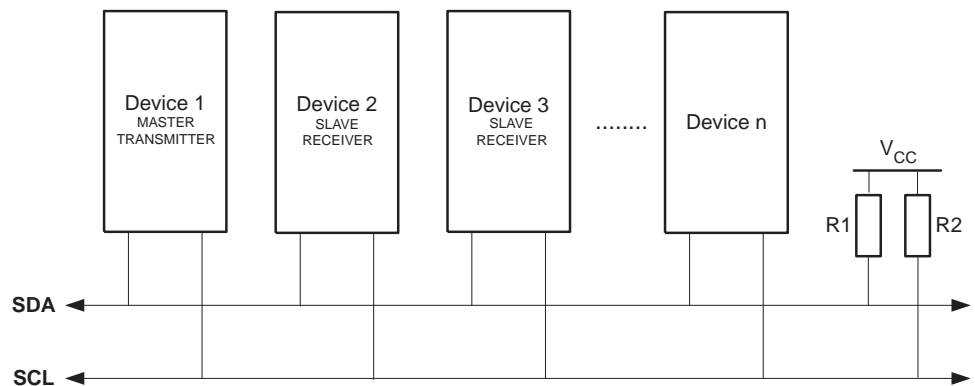 Device 1
MASTER
TRANSMITTER
Device 2
SLAVE
RECEIVER
Device 3
SLAVE
RECEIVER
........
Device n
VCC
R1
R2
SDA
SCL